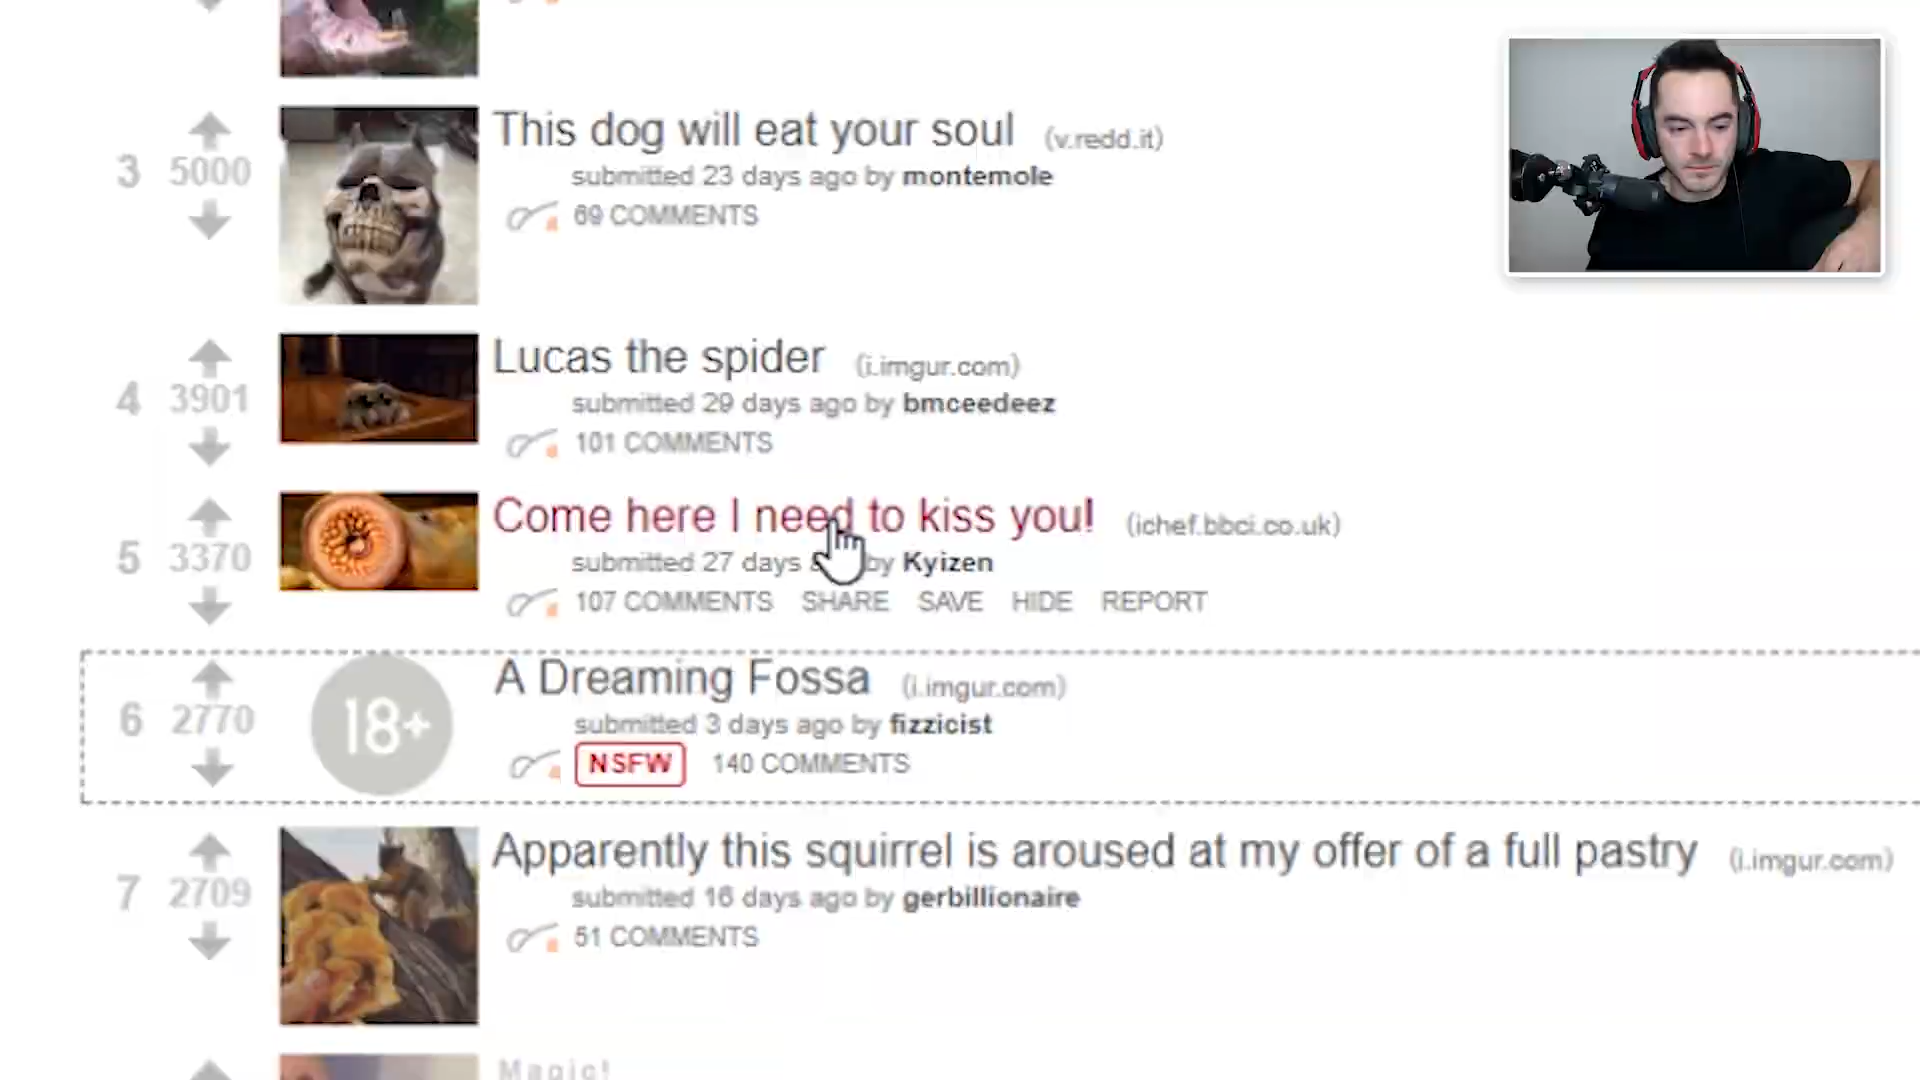 This dog will eat your soul (v.redd.it)
3 5000
submitted 23 days ago by montemole
69 COMMENTS
Lucas the spider (i.imgur.com)
4 3901
submitted 29 days ago by bmceedeez
101 COMMENTS
Come here I need to kiss you! (ichef.bbci.co.uk)
5 3370
submitted 27 days by Kyizen
107 COMMENTS SHARE SAVE HIDE REPORT
A Dreaming Fossa (i.imgur.com)
6 2770 18+
submitted 3 days ago by fizzicist
NSFW 140 COMMENTS
Apparently this squirrel is aroused at my offer of a full pastry (i.imgur.com)
7 2709
submitted 16 days ago by gerbillionaire
51 COMMENTS
Magic!